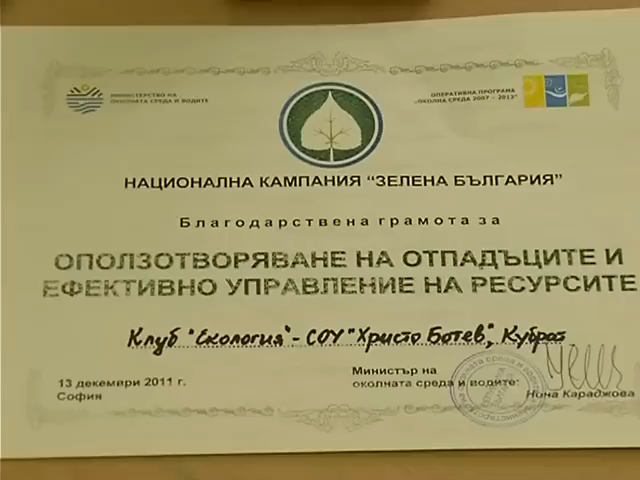 МИНИСТЕРСТВО НА
ОКОЛНАТА СРЕДА И ВОДИТЕ
ОПЕРАТИВНА ПРОГРАМА
"ОКОЛНА СРЕДА 2007 - 2013"
НАЦИОНАЛНА КАМПАНИЯ "ЗЕЛЕНА БЪЛГАРИЯ"
Благодарствена грамота за
ОПОЛЗОТВОРЯВАНЕ НА ОТПАДЪЦИТЕ И
ЕФЕКТИВНО УПРАВЛЕНИЕ НА РЕСУРСИТЕ
Клуб "Екология" - СОУ "Христо Ботев", Кубрат
13 декември 2011 г.
София
Министър на
околната среда и водите:
Нона Караджова